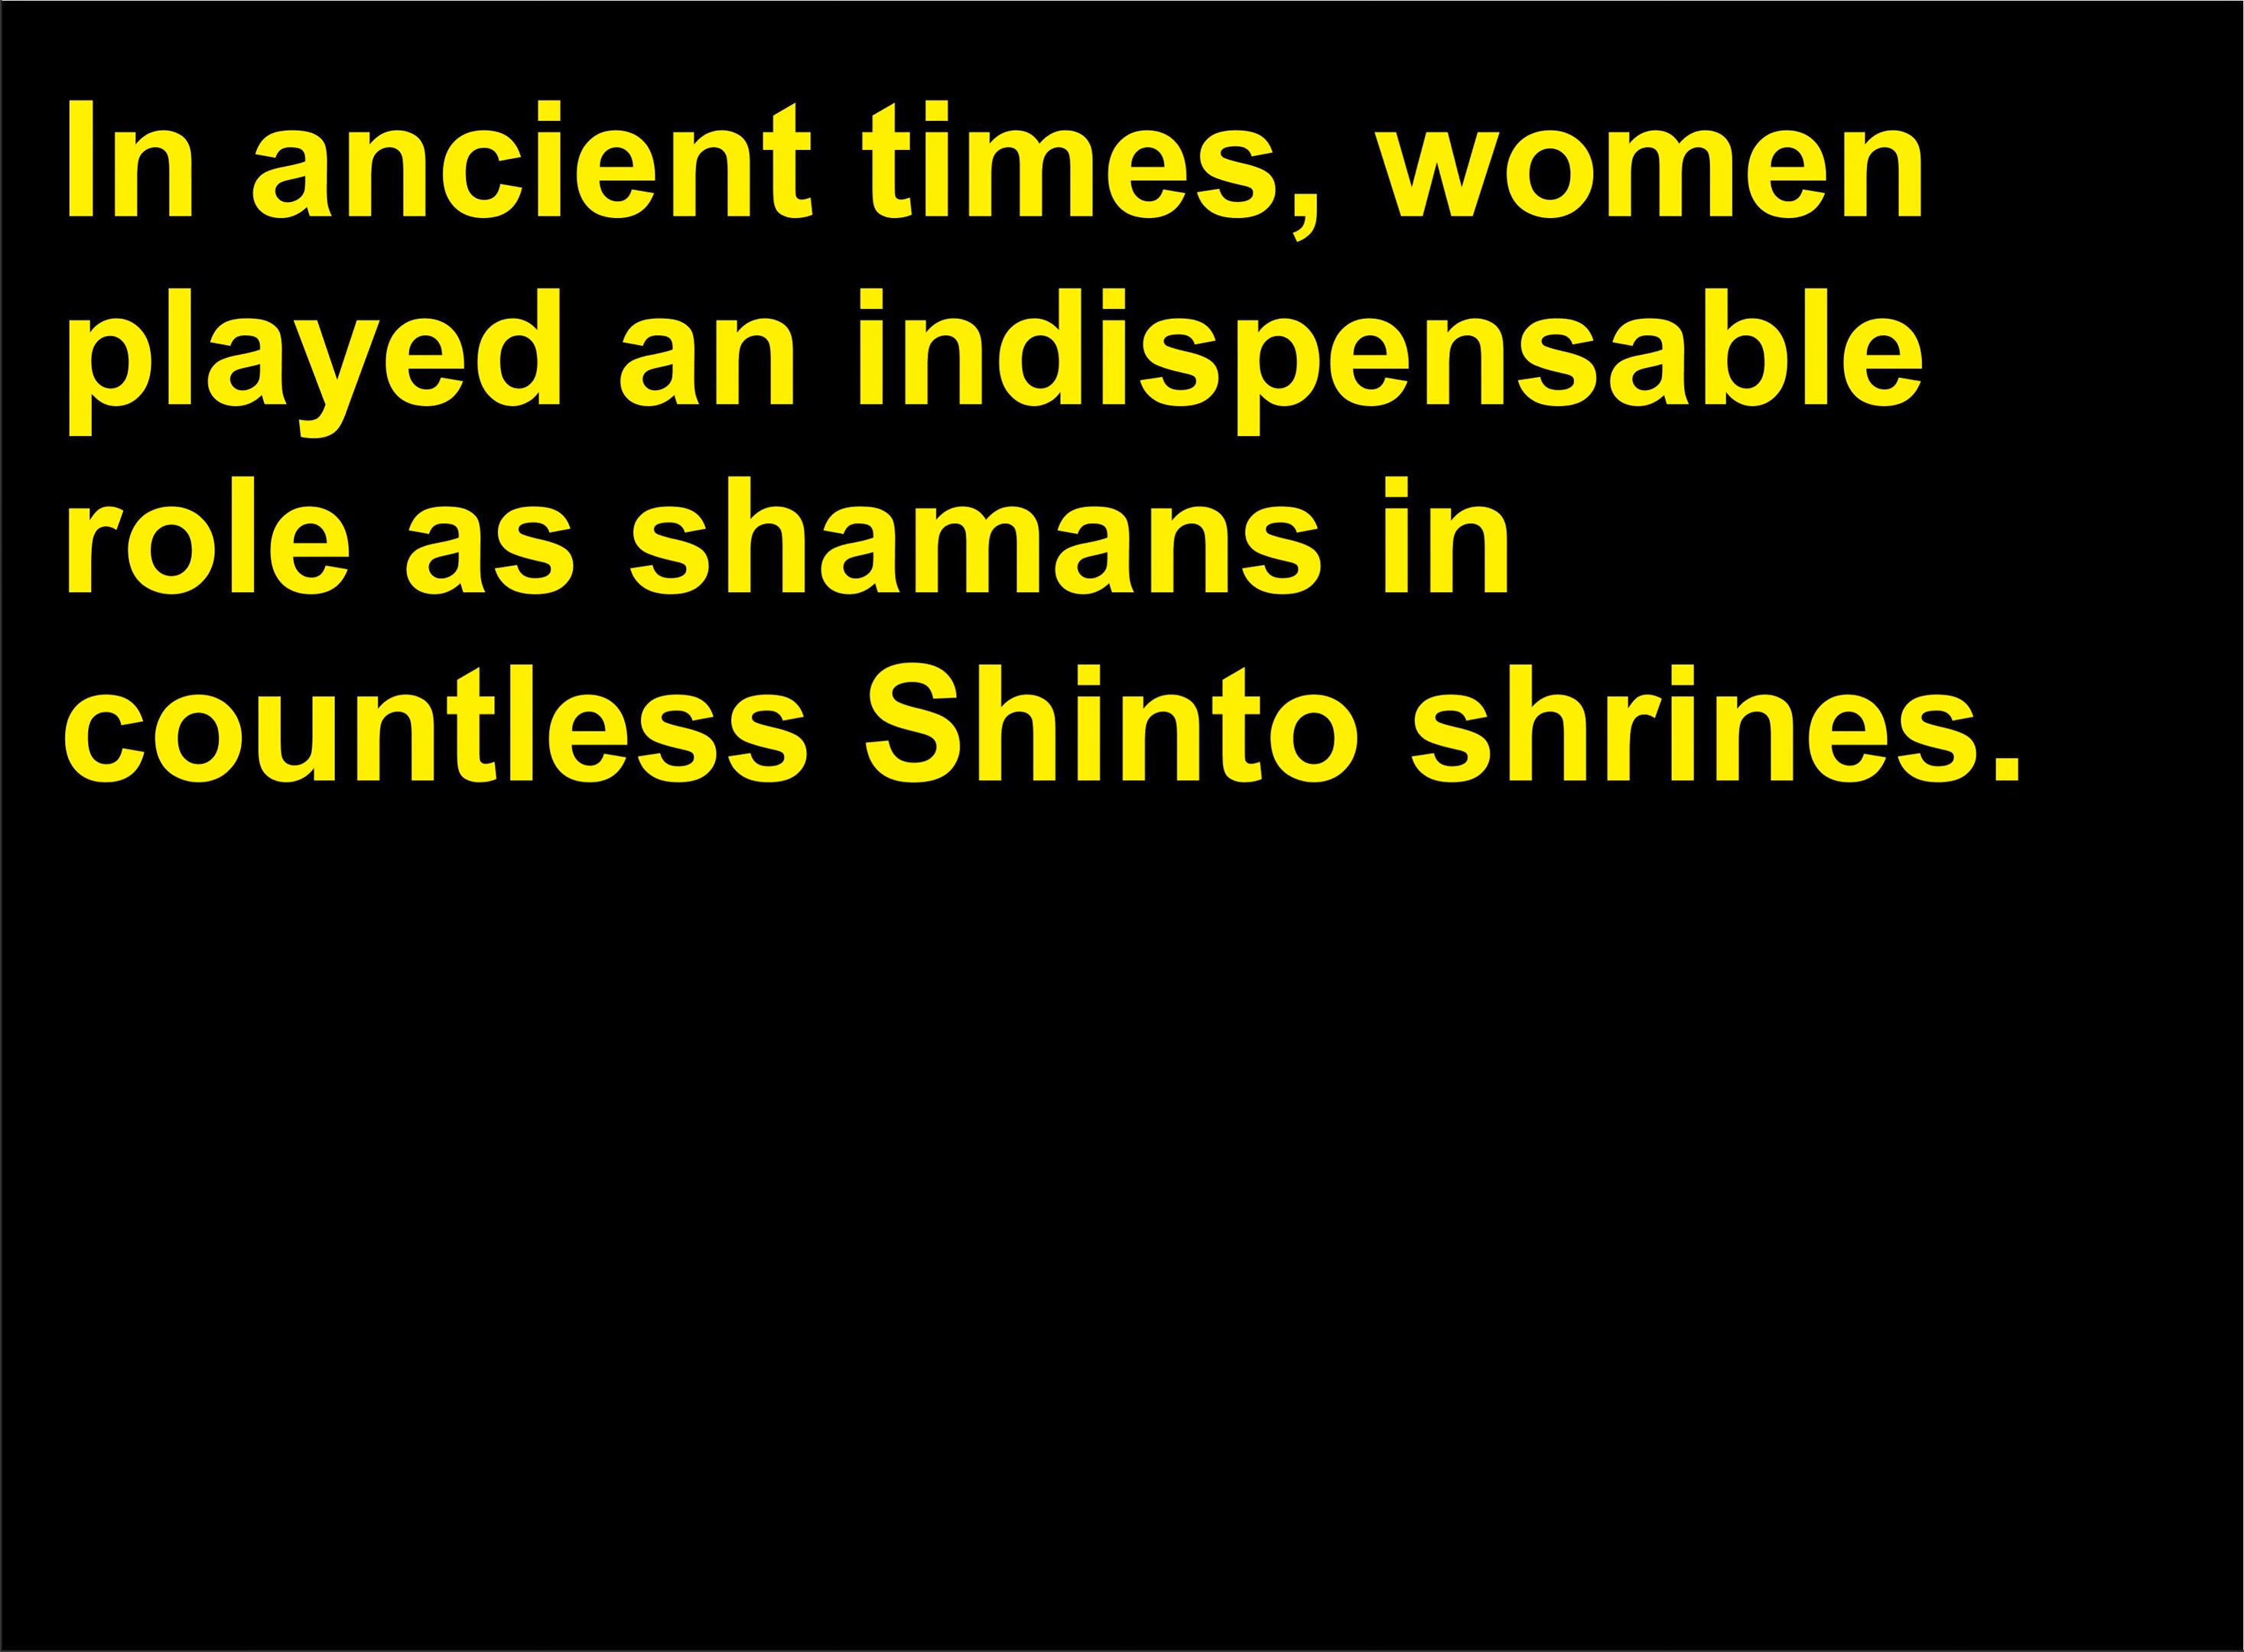 In ancient times, women
played an indispensable
role as shamans in
countless Shinto shrines.